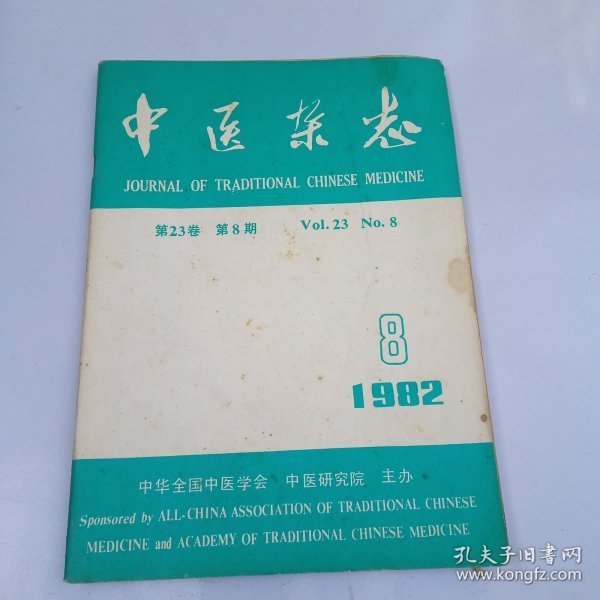 中医杂志
JOURNAL OF TRADITIONAL CHINESE MEDICINE
第23卷 第8期 Vol. 23 No. 8
8
1982
中华全国中医学会 中医研究院 主办
Sponsored by ALL-CHINA ASSOCIATION OF TRADITIONAL CHINESE
MEDICINE and ACADEMY OF TRADITIONAL CHINESE MEDICINE
孔夫子旧书网
www.kongfz.com